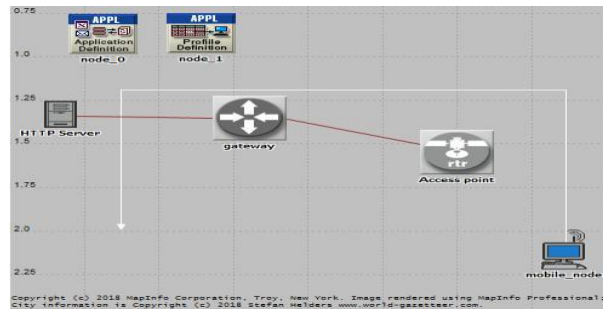 0.75
APPL
APPL
Application
Definition
Profile
Definition
node_0
node_1
1.0
1.25
HTTP Server
gateway
1.5
rtr
Access point
1.75
2.0
2.25
mobile_node
Copyright (c) 2018 MapInfo Corporation, Troy, New York. Image rendered using MapInfo Professional;
City information is Copyright (c) 2018 Stefan Helders www.world-gazetteer.com.